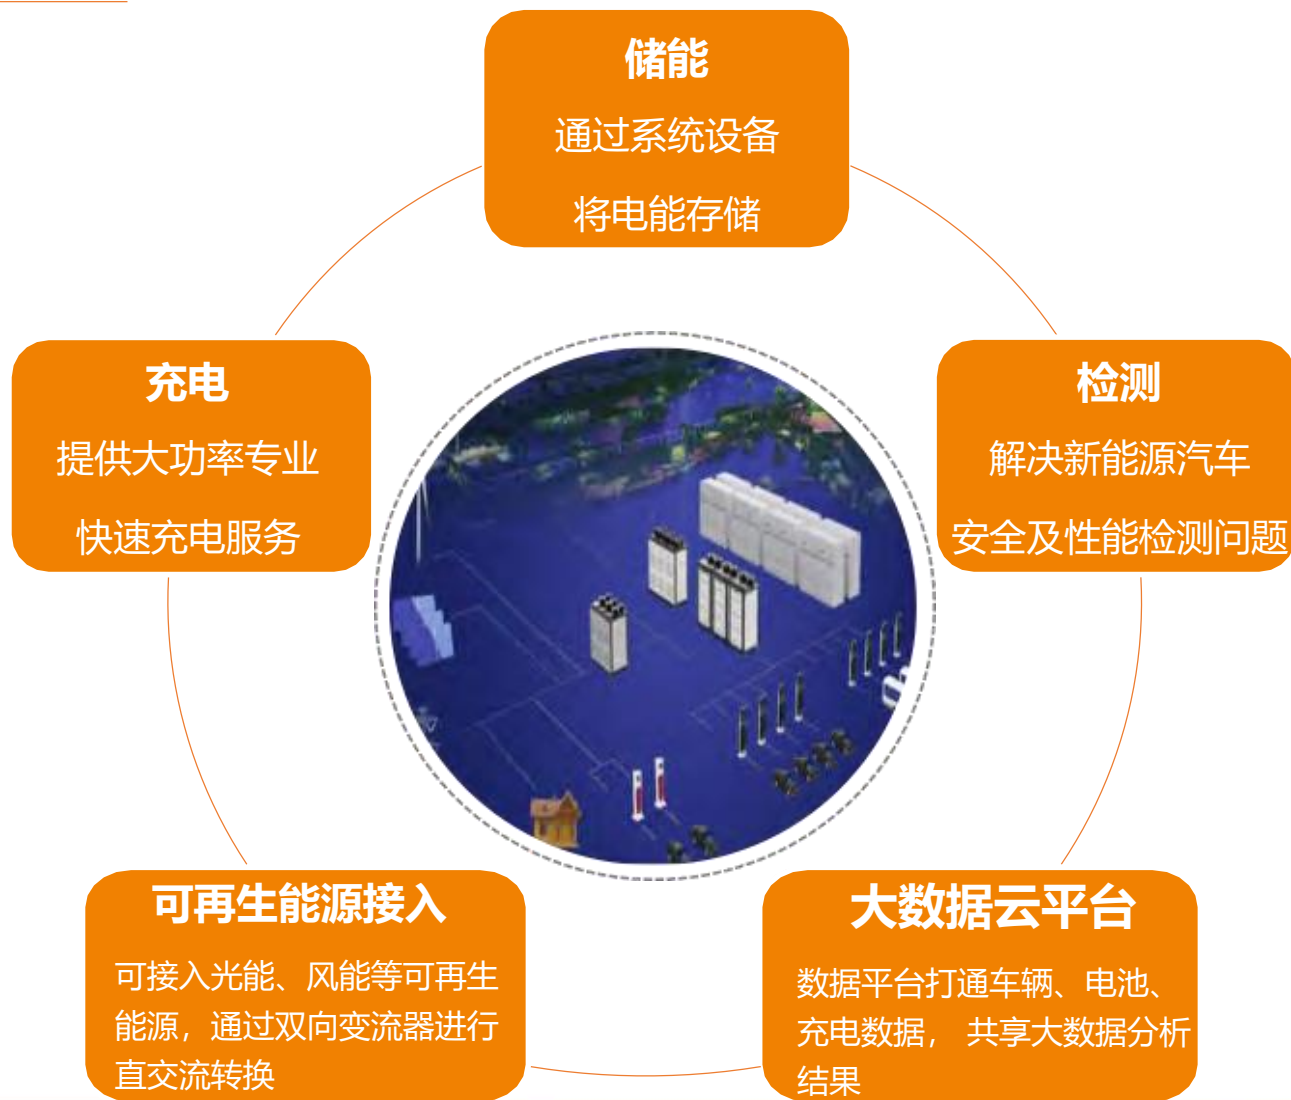 储能
通过系统设备
将电能存储
充电
提供大功率专业
快速充电服务
检测
解决新能源汽车
安全及性能检测问题
可再生能源接入
可接入光能、风能等可再生
能源，通过双向变流器进行
直交流转换
大数据云平台
数据平台打通车辆、电池、
充电数据， 共享大数据分析
结果